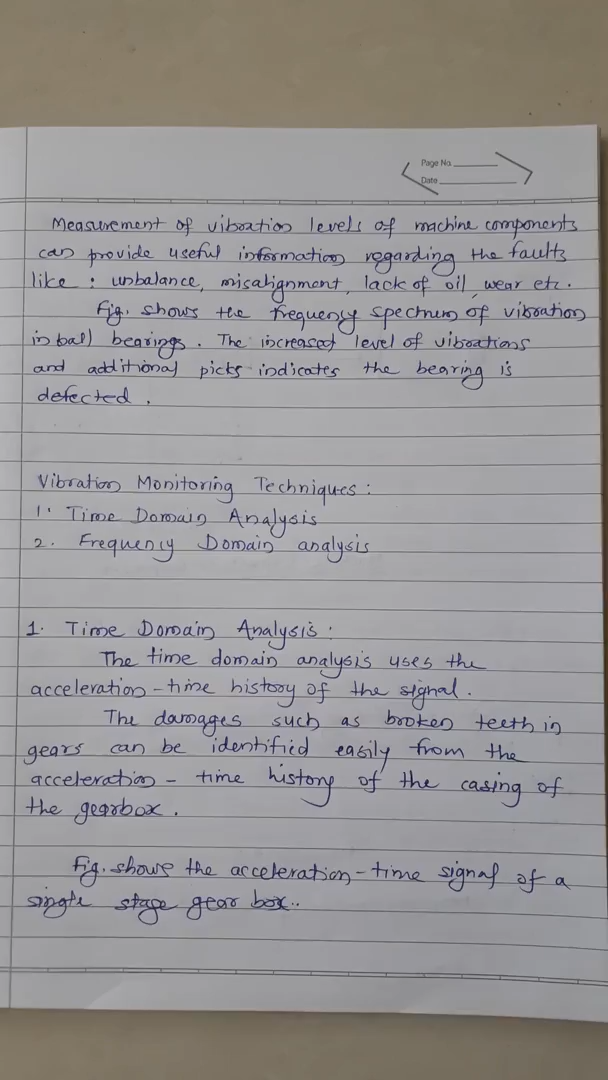 Page No.
Date
Measurement of vibration levels of machine components
can provide useful information regarding the faults
like : unbalance, misalignment, lack of oil, wear etc.
Fig. shows the frequency spectrum of vibration
in ball bearings. The increased level of vibrations
and additional picks indicates the bearing is
defected.
Vibration Monitoring Techniques :
1. Time Domain Analysis
2. Frequency Domain analysis
1. Time Domain Analysis :
The time domain analysis uses the
acceleration - time history of the signal.
The damages such as broken teeth in
gears can be identified easily from the
acceleration - time history of the casing of
the gearbox.
Fig. shows the acceleration - time signal of a
single stage gear box..